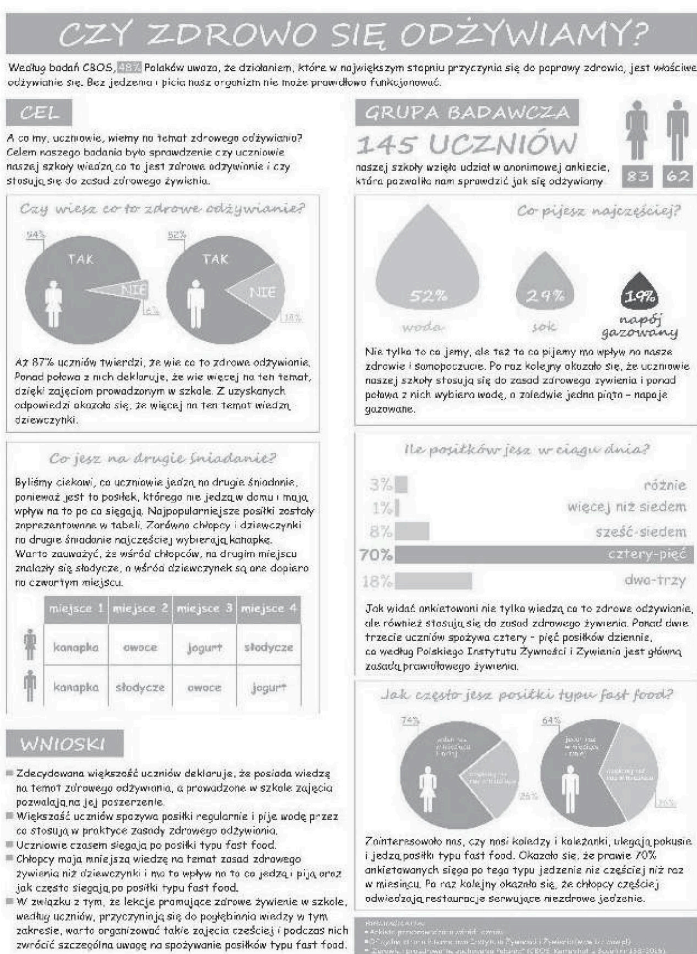 CZY ZDROWO SIĘ ODŻYWIAMY?
Według badań CBOS, 48% Polaków uważa, że działaniem, które w największym stopniu przyczynia się do poprawy zdrowia, jest właściwe
odżywianie się. Bez jedzenia i picia nasz organizm nie może prawidłowo funkcjonować.
CEL
A co my, uczniowie, wiemy na temat zdrowego odżywiania?
Celem naszego badania było sprawdzenie czy uczniowie
naszej szkoły wiedzą co to jest zdrowe odżywianie i czy
stosują się do zasad zdrowego żywienia.
Czy wiesz co to zdrowe odżywianie?
94%
TAK
NIE
6%
82%
TAK
NIE
18%
Aż 87% uczniów twierdzi, że wie co to zdrowe odżywianie.
Ponad połowa z nich deklaruje, że wie więcej na ten temat,
dzięki zajęciom prowadzonym w szkole. Z uzyskanych
odpowiedzi okazało się, że więcej na ten temat wiedzą
dziewczynki.
Co jesz na drugie śniadanie?
Byliśmy ciekawi, co uczniowie jedzą na drugie śniadanie,
ponieważ jest to posiłek, którego nie jedzą w domu i mają
wpływ na to po co sięgają. Najpopularniejsze posiłki zostały
zaprezentowane w tabeli. Zarówno chłopcy i dziewczynki
na drugie śniadanie najczęściej wybierają kanapkę.
Warto zauważyć, że wśród chłopców, na drugim miejscu
znalazły się słodycze, a wśród dziewczynek są one dopiero
na czwartym miejscu.
miejsce 1 miejsce 2 miejsce 3 miejsce 4
kanapka owoce jogurt słodycze
kanapka słodycze owoce jogurt
WNIOSKI
Zdecydowana większość uczniów deklaruje, że posiada wiedzę
na temat zdrowego odżywiania, a prowadzone w szkole zajęcia
pozwalają na jej poszerzenie.
Większość uczniów spożywa posiłki regularnie i pije wodę przez
co stosują w praktyce zasady zdrowego odżywiania.
Uczniowie czasem sięgają po posiłki typu fast food.
Chłopcy mają mniejszą wiedzę na temat zasad zdrowego
żywienia niż dziewczynki i ma to wpływ na to co jedzą i piją oraz
jak często sięgają po posiłki typu fast food.
W związku z tym, że lekcje promujące zdrowe żywienie w szkole,
według uczniów, przyczyniają się do pogłębiania wiedzy w tym
zakresie, warto organizować takie zajęcia częściej i podczas nich
zwrócić szczególną uwagę na spożywanie posiłków typu fast food.
GRUPA BADAWCZA
145 UCZNIÓW
naszej szkoły wzięło udział w anonimowej ankiecie,
która pozwoliła nam sprawdzić jak się odżywiamy
83 62
Co pijesz najczęściej?
52%
29%
19%
woda
sok
napój
gazowany
Nie tylko to co jemy, ale też to co pijemy ma wpływ na nasze
zdrowie i samopoczucie. Po raz kolejny okazało się, że uczniowie
naszej szkoły stosują się do zasad zdrowego żywienia i ponad
połowa z nich wybiera wodę, a zaledwie jedna piąta - napoje
gazowane.
Ile posiłków jesz w ciągu dnia?
3% różnie
1% więcej niż siedem
8% sześć-siedem
70% cztery-pięć
18% dwa-trzy
Jak widać ankietowani nie tylko wiedzą co to zdrowe odżywianie,
ale również stosują się do zasad zdrowego żywienia. Ponad dwie
trzecie uczniów spożywa cztery - pięć posiłków dziennie,
co według Polskiego Instytutu Żywności i Żywienia jest główną
zasadą prawidłowego żywienia.
Jak często jesz posiłki typu fast food?
74%
26%
64%
Zainteresowało nas, czy nasi koledzy i koleżanki, ulegają pokusie
i jedzą posiłki typu fast food. Okazało się, że prawie 70%
ankietowanych sięga po tego typu jedzenie nie częściej niż raz
w miesiącu. Po raz kolejny okazało się, że chłopcy częściej
odwiedzają restauracje serwujące niezdrowe jedzenie.